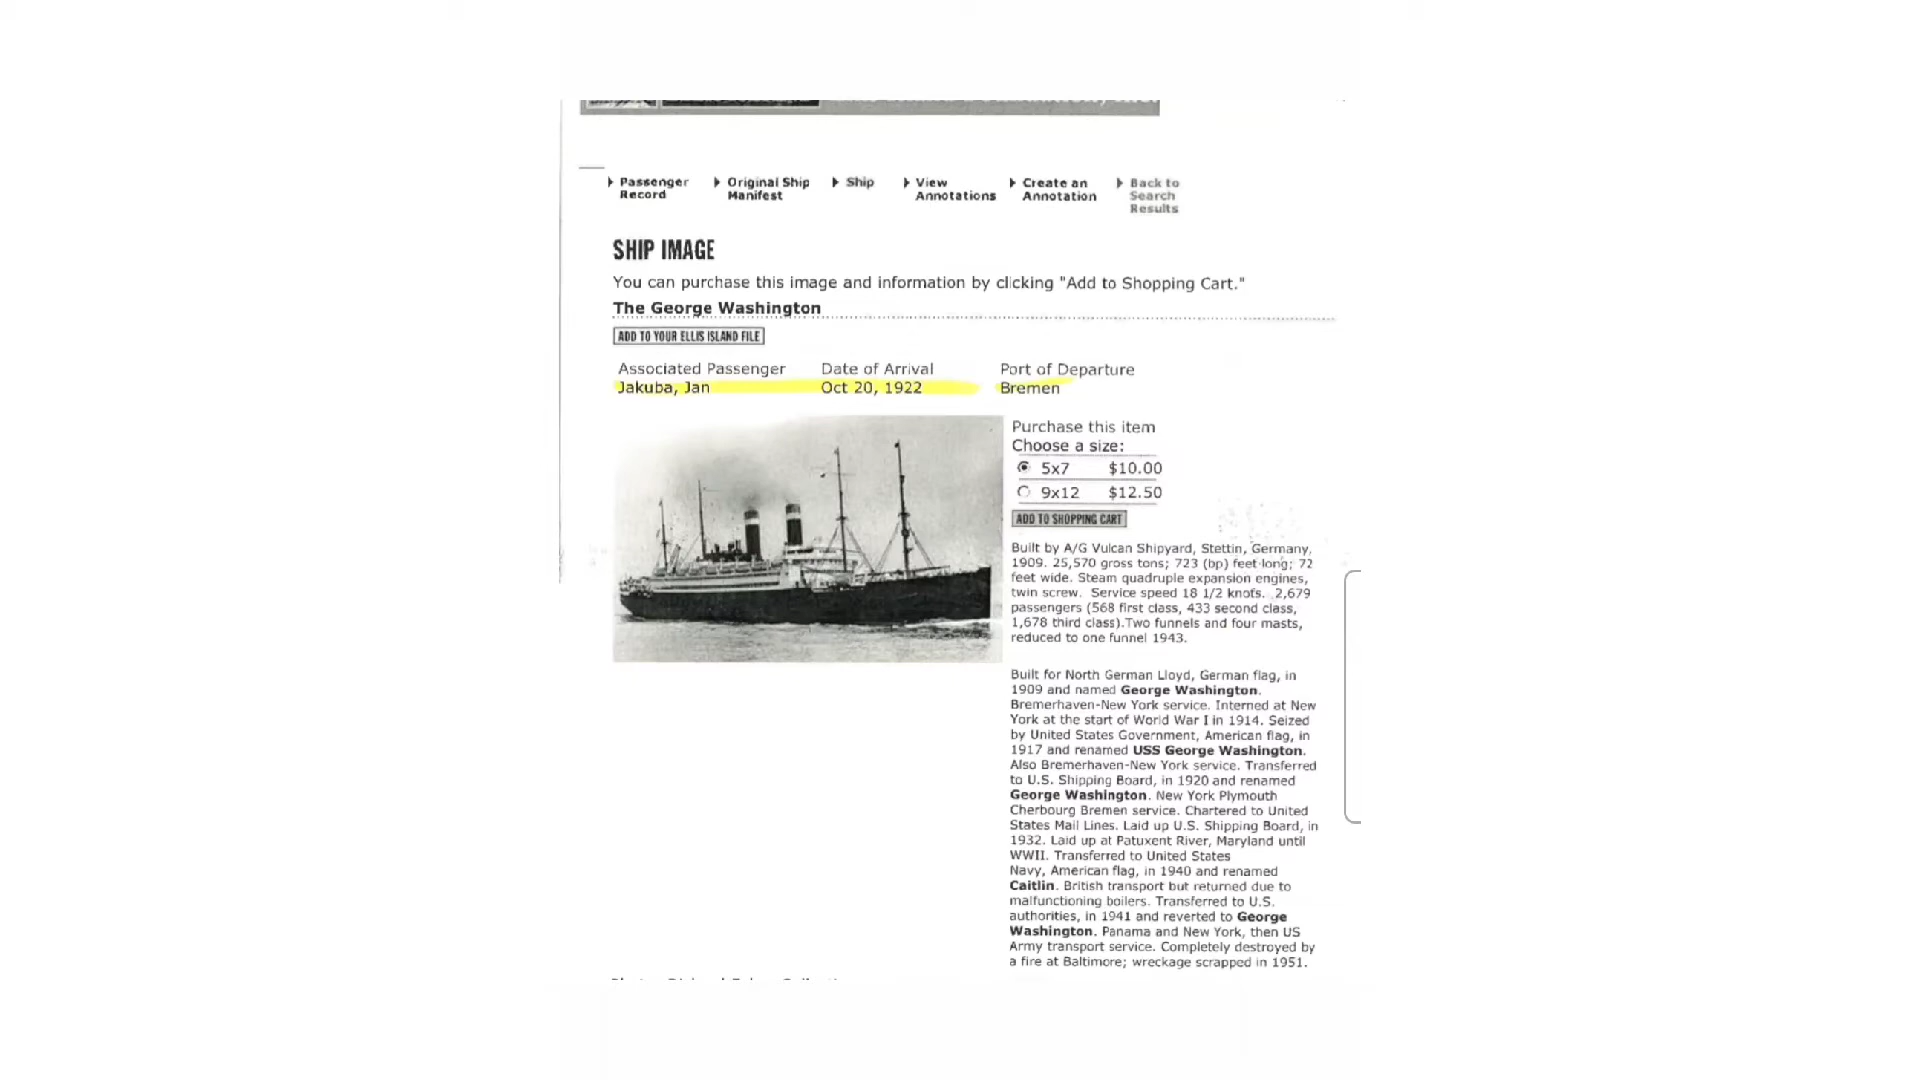 Passenger Record
Original Ship Manifest
Ship
View Annotations
Create an Annotation
Back to Search Results
SHIP IMAGE
You can purchase this image and information by clicking "Add to Shopping Cart."
The George Washington
ADD TO YOUR ELLIS ISLAND FILE
Associated Passenger Date of Arrival Port of Departure
Jakuba, Jan Oct 20, 1922 Bremen
Purchase this item
Choose a size:
5x7 $10.00
9x12 $12.50
ADD TO SHOPPING CART
Built by A/G Vulcan Shipyard, Stettin, Germany,
1909. 25,570 gross tons; 723 (bp) feet long; 72
feet wide. Steam quadruple expansion engines,
twin screw. Service speed 18 1/2 knots. 2,679
passengers (568 first class, 433 second class,
1,678 third class).Two funnels and four masts,
reduced to one funnel 1943.
Built for North German Lloyd, German flag, in
1909 and named George Washington.
Bremerhaven-New York service. Interned at New
York at the start of World War I in 1914. Seized
by United States Government, American flag, in
1917 and renamed USS George Washington.
Also Bremerhaven-New York service. Transferred
to U.S. Shipping Board, in 1920 and renamed
George Washington. New York Plymouth
Cherbourg Bremen service. Chartered to United
States Mail Lines. Laid up U.S. Shipping Board, in
1932. Laid up at Patuxent River, Maryland until
WWII. Transferred to United States
Navy, American flag, in 1940 and renamed
Caitlin. British transport but returned due to
malfunctioning boilers. Transferred to U.S.
authorities, in 1941 and reverted to George
Washington. Panama and New York, then US
Army transport service. Completely destroyed by
a fire at Baltimore; wreckage scrapped in 1951.